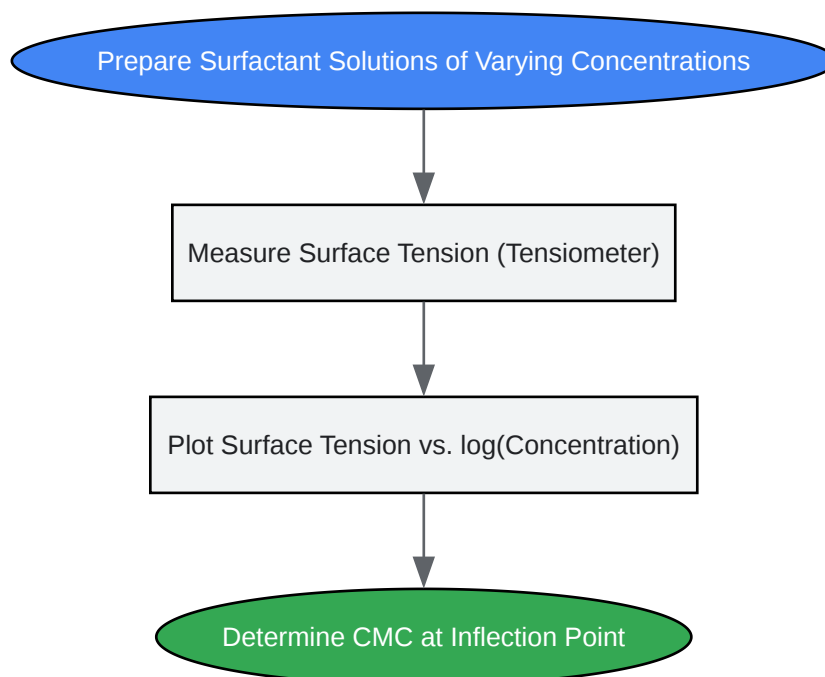 Prepare Surfactant Solutions of Varying Concentrations
Measure Surface Tension (Tensiometer)
Plot Surface Tension vs. log(Concentration)
Determine CMC at Inflection Point